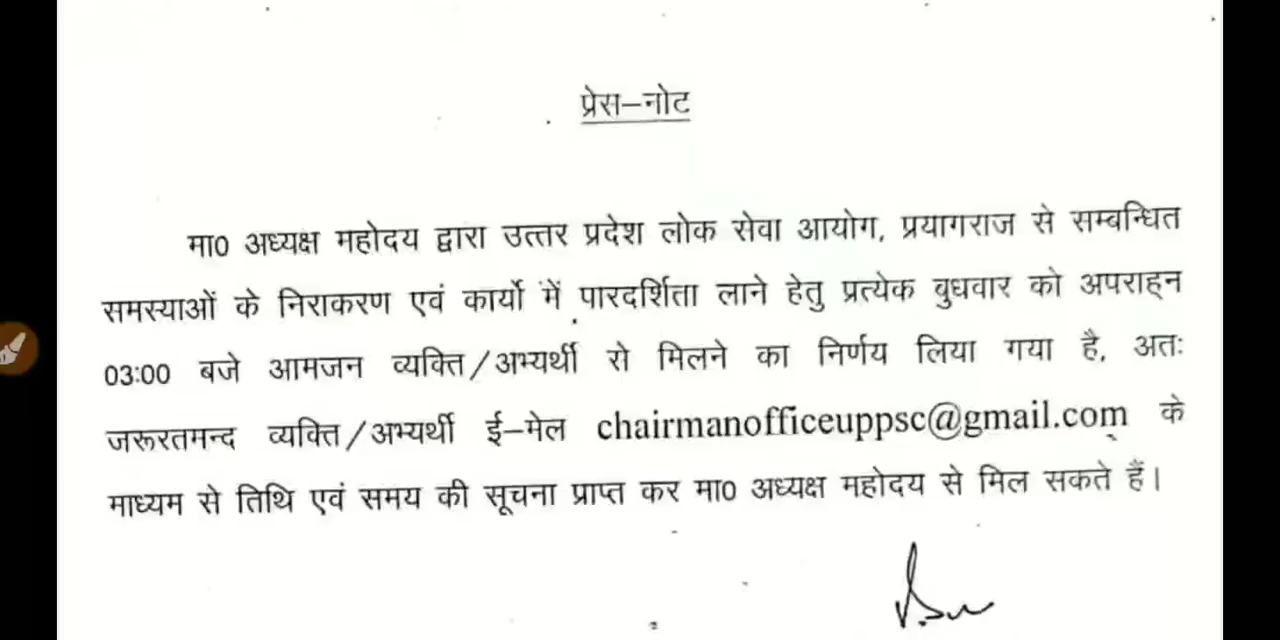 प्रेस–नोट
मा0 अध्यक्ष महोदय द्वारा उत्तर प्रदेश लोक सेवा आयोग, प्रयागराज से सम्बन्धित
समस्याओं के निराकरण एवं कार्यो में पारदर्शिता लाने हेतु प्रत्येक बुधवार को अपराह्न
03:00 बजे आमजन व्यक्ति/अभ्यर्थी से मिलने का निर्णय लिया गया है, अतः
जरूरतमन्द व्यक्ति/अभ्यर्थी ई–मेल chairmanofficeuppsc@gmail.com के
माध्यम से तिथि एवं समय की सूचना प्राप्त कर मा0 अध्यक्ष महोदय से मिल सकते हैं।